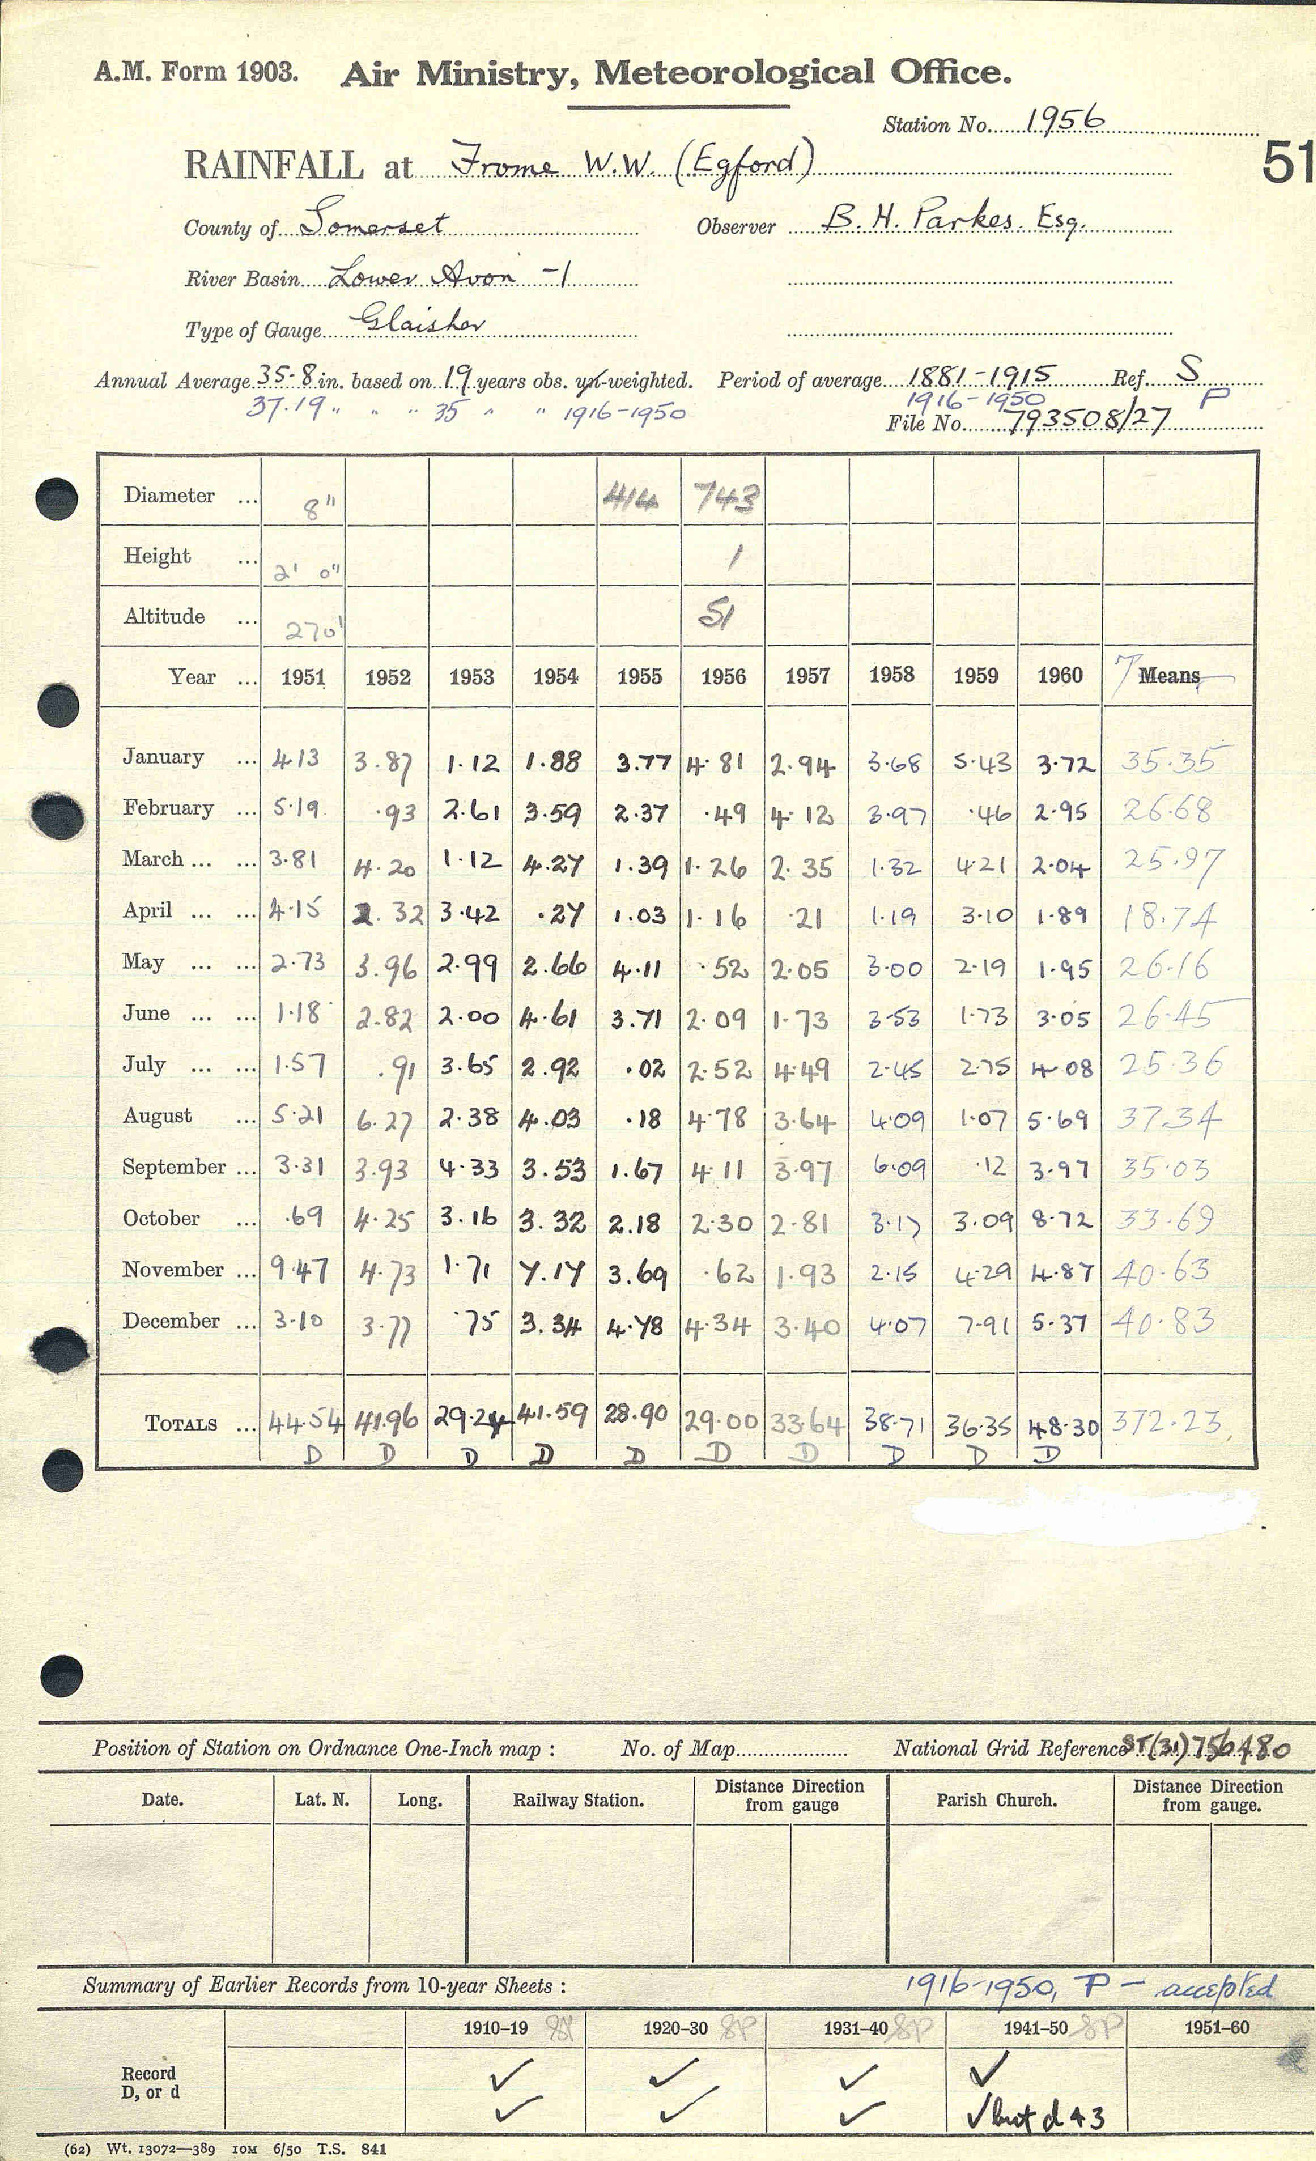 A.M. Form 1903. Air Ministry, Meteorological Office.
Station No. 1956
51
RAINFALL at Frome W.W. (Egford)
County of Somerset Observer B. H. Parkes. Esq.
River Basin Lower Avon -1
Type of Gauge Glaisher
Annual Average 35.8 in. based on 19 years obs. un-weighted. Period of average 1881-1915 Ref. S
37.19 " " " 35 " " 1916-1950 1916-1950 P
File No. 793508/27
Diameter ... 8" 414 743
Height ... 2' 0" 1
Altitude ... 270' 51
Year ... 1951 1952 1953 1954 1955 1956 1957 1958 1959 1960 T Means
January ... 4.13 3.87 1.12 1.88 3.77 4.81 2.94 3.68 5.43 3.72 35.35
February ... 5.19 .93 2.61 3.59 2.37 .49 4.12 3.97 .46 2.95 26.68
March ... ... 3.81 4.20 1.12 4.27 1.39 1.26 2.35 1.32 4.21 2.04 25.97
April ... ... 4.15 2.32 3.42 .27 1.03 1.16 .21 1.19 3.10 1.89 18.74
May ... ... 2.73 3.96 2.99 2.66 4.11 .52 2.05 3.00 2.19 1.95 26.16
June ... ... 1.18 2.82 2.00 4.61 3.71 2.09 1.73 3.53 1.73 3.05 26.45
July ... ... 1.57 .91 3.65 2.92 .02 2.52 4.49 2.45 2.75 4.08 25.36
August ... 5.21 6.27 2.38 4.03 .18 4.78 3.64 4.09 1.07 5.69 37.34
September ... 3.31 3.93 4.33 3.53 1.67 4.11 3.97 6.09 .12 3.97 35.03
October ... .69 4.25 3.16 3.32 2.18 2.30 2.81 3.17 3.09 8.72 33.69
November ... 9.47 4.73 1.71 7.17 3.69 .62 1.93 2.15 4.29 4.87 40.63
December ... 3.10 3.77 .75 3.34 4.78 4.34 3.40 4.07 7.91 5.37 40.83
TOTALS ... 44.54 41.96 29.24 41.59 28.90 29.00 33.64 38.71 36.35 48.30 372.23
D D D D D D D D D D
Position of Station on Ordnance One-Inch map : No. of Map National Grid Reference ST(31)756480
Date. Lat. N. Long. Railway Station. Distance Direction from gauge Parish Church. Distance Direction from gauge.
Summary of Earlier Records from 10-year Sheets : 1916-1950, P - accepted
1910-19 1920-30 SP 1931-40 SP 1941-50 SP 1951-60
Record ✓ ✓ ✓ ✓
D, or d ✓ ✓ ✓ ✓ but d 43
(62) Wt. 13072—389 10M 6/50 T.S. 841